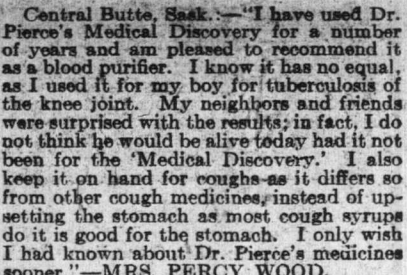 Central Butte, Sask.:—"I have used Dr.
Pierce's Medical Discovery for a number
of years and am pleased to recommend it
as a blood purifier. I know it has no equal,
as I used it for my boy for tuberculosis of
the knee joint. My neighbors and friends
were surprised with the results; in fact, I do
not think he would be alive today had it not
been for the 'Medical Discovery.' I also
keep it on hand for coughs as it differs so
from other cough medicines, instead of up-
setting the stomach as most cough syrups
do it is good for the stomach. I only wish
I had known about Dr. Pierce's medicines
sooner."—MRS. PERCY WOOD